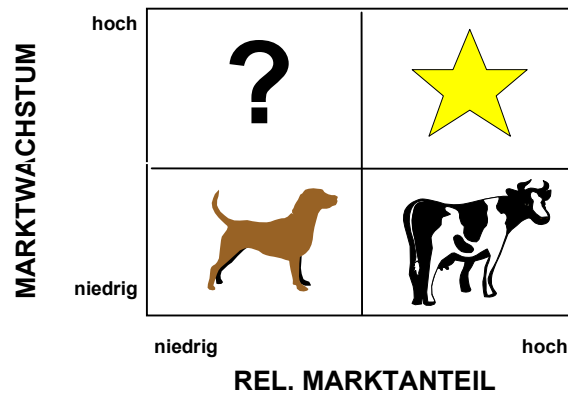 hoch
?
MARKTWACHSTUM
niedrig
niedrig
hoch
REL. MARKTANTEIL